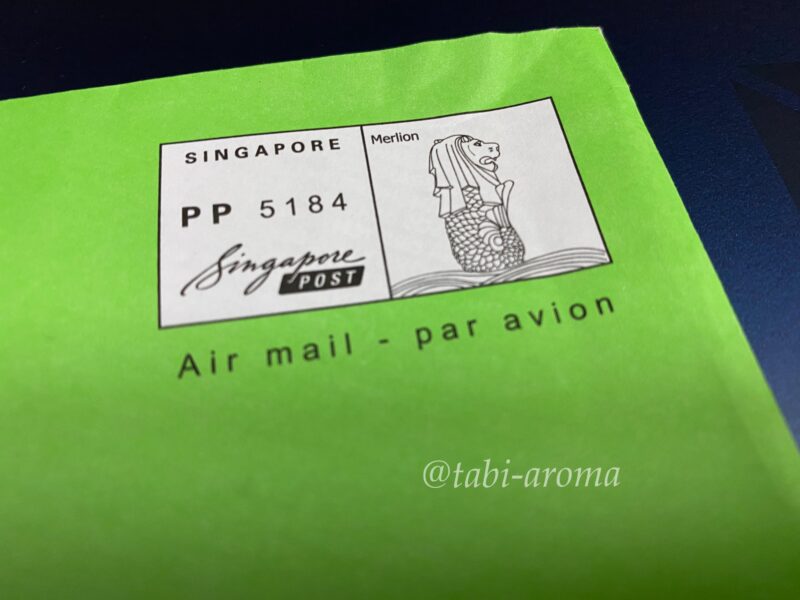 SINGAPORE
PP 5184
Singapore
POST
Merlion
Air mail - par avion
@tabi-aroma